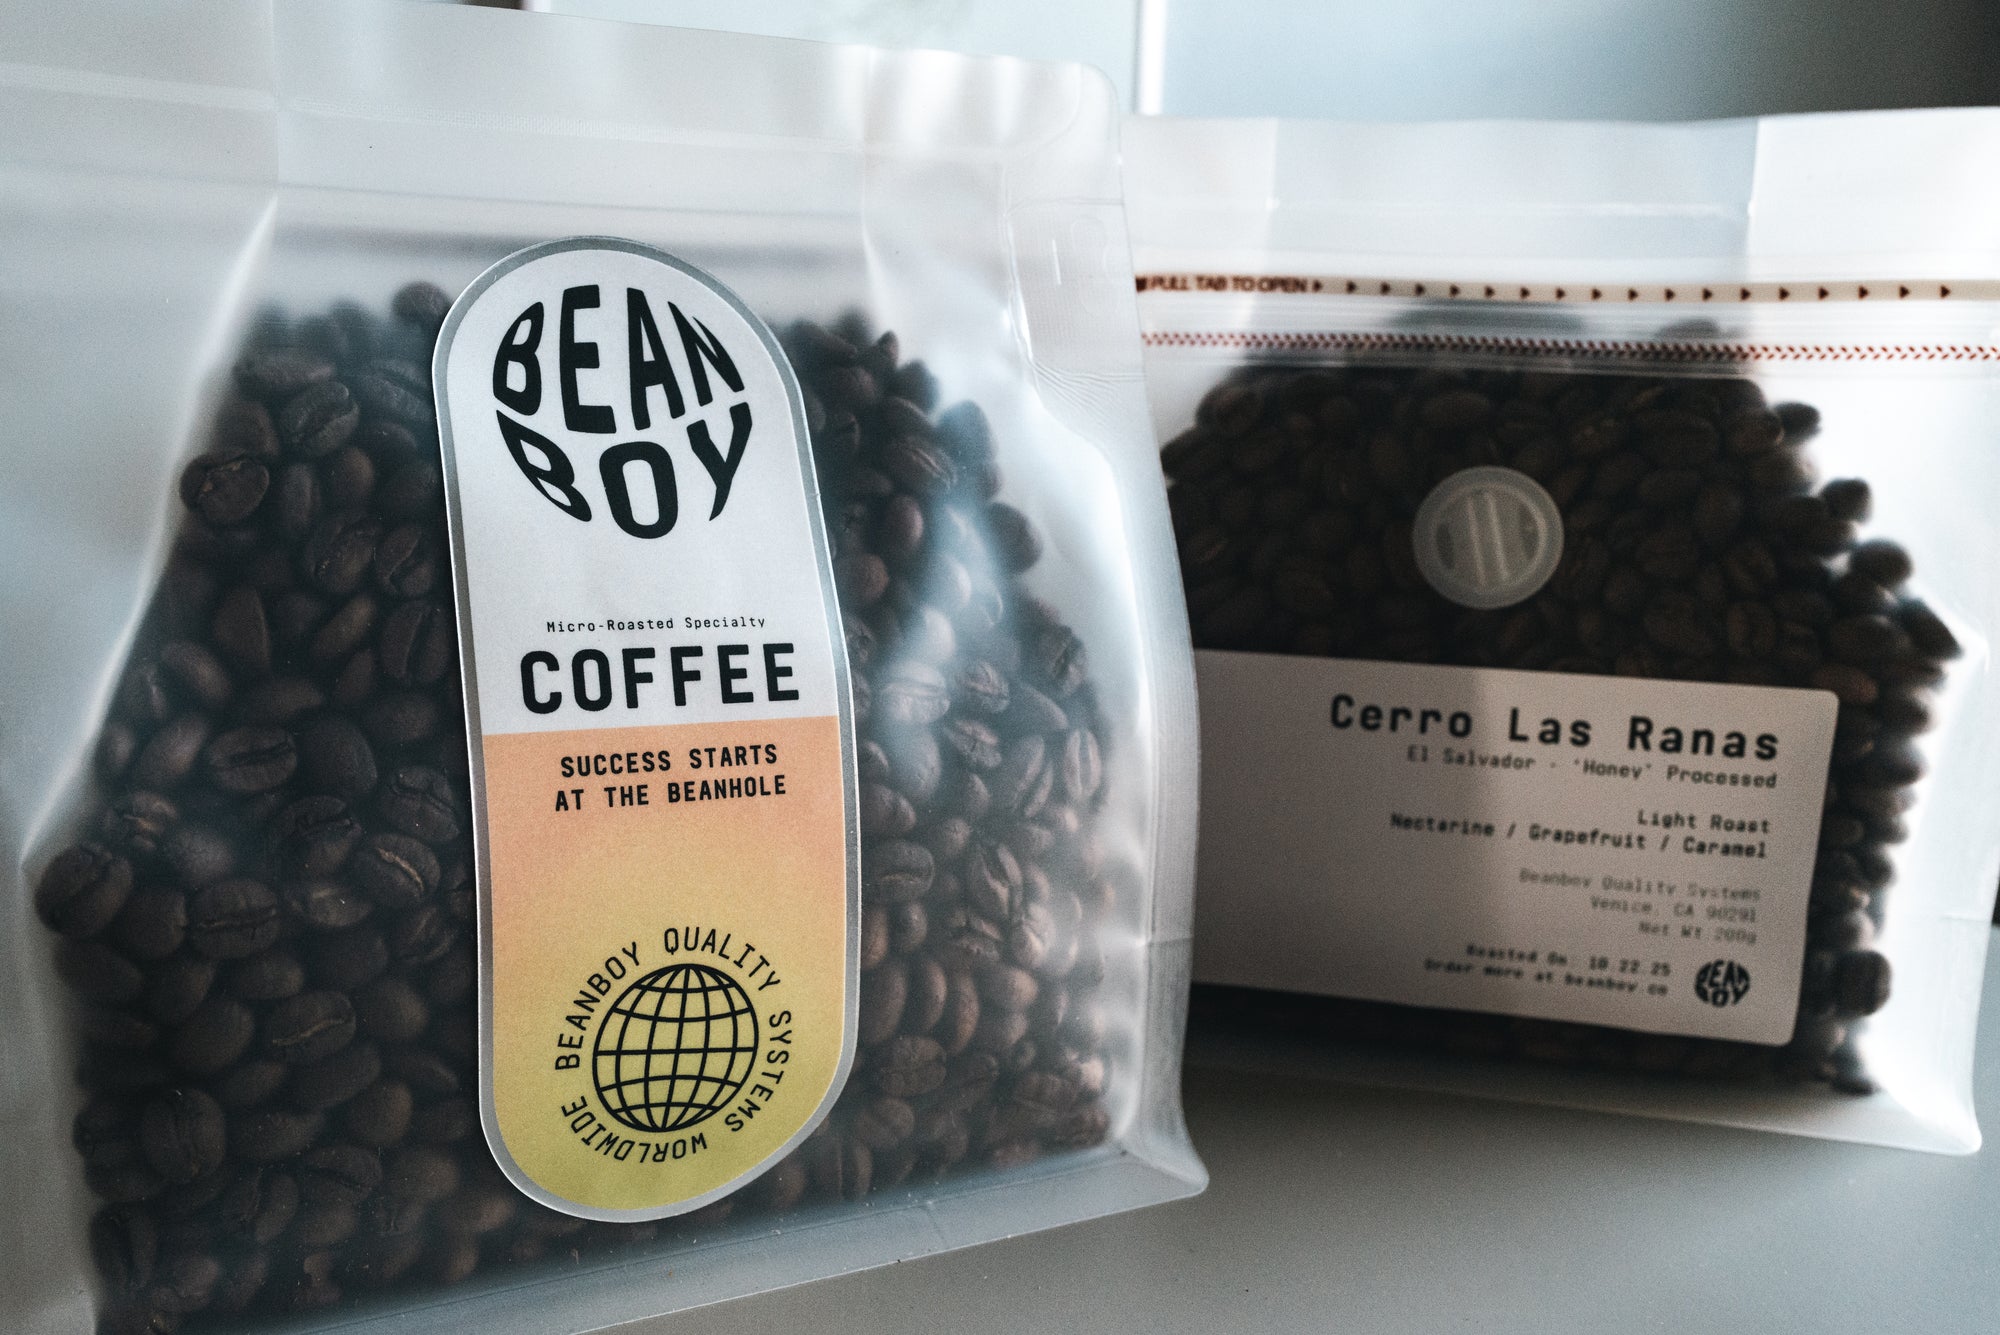 BEAN
BOY
Micro-Roasted Specialty
COFFEE
SUCCESS STARTS
AT THE BEANHOLE
BEANBOY QUALITY SYSTEMS WORLDWIDE
PULL TAB TO OPEN
Cerro Las Ranas
El Salvador - 'Honey' Processed
Light Roast
Nectarine / Grapefruit / Caramel
Beanboy Quality Systems
Venice, CA 90291
Net Wt 200g
Roasted On: 10.22.25
Order more at beanboy.co
BEAN
BOY